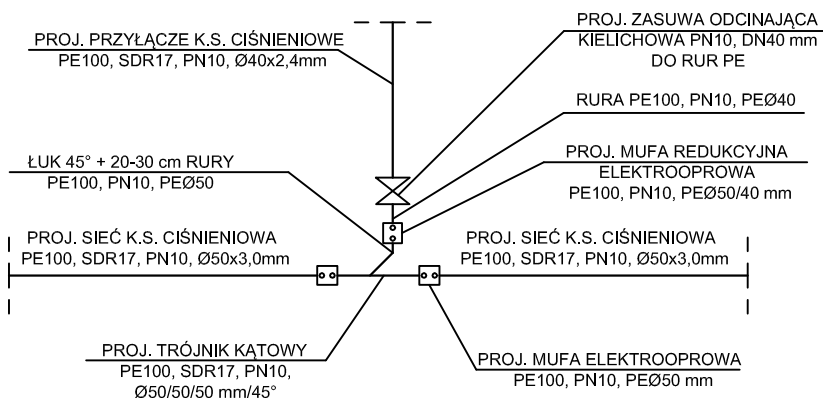 PROJ. PRZYŁĄCZE K.S. CIŚNIENIOWE
PE100, SDR17, PN10, Ø40x2,4mm
PROJ. ZASUWA ODCINAJĄCA
KIELICHOWA PN10, DN40 mm
DO RUR PE
RURA PE100, PN10, PEØ40
ŁUK 45° + 20-30 cm RURY
PE100, PN10, PEØ50
PROJ. MUFA REDUKCYJNA
ELEKTROOPROWA
PE100, PN10, PEØ50/40 mm
PROJ. SIEĆ K.S. CIŚNIENIOWA
PE100, SDR17, PN10, Ø50x3,0mm
PROJ. SIEĆ K.S. CIŚNIENIOWA
PE100, SDR17, PN10, Ø50x3,0mm
PROJ. TRÓJNIK KĄTOWY
PE100, SDR17, PN10,
Ø50/50/50 mm/45°
PROJ. MUFA ELEKTROOPROWA
PE100, PN10, PEØ50 mm